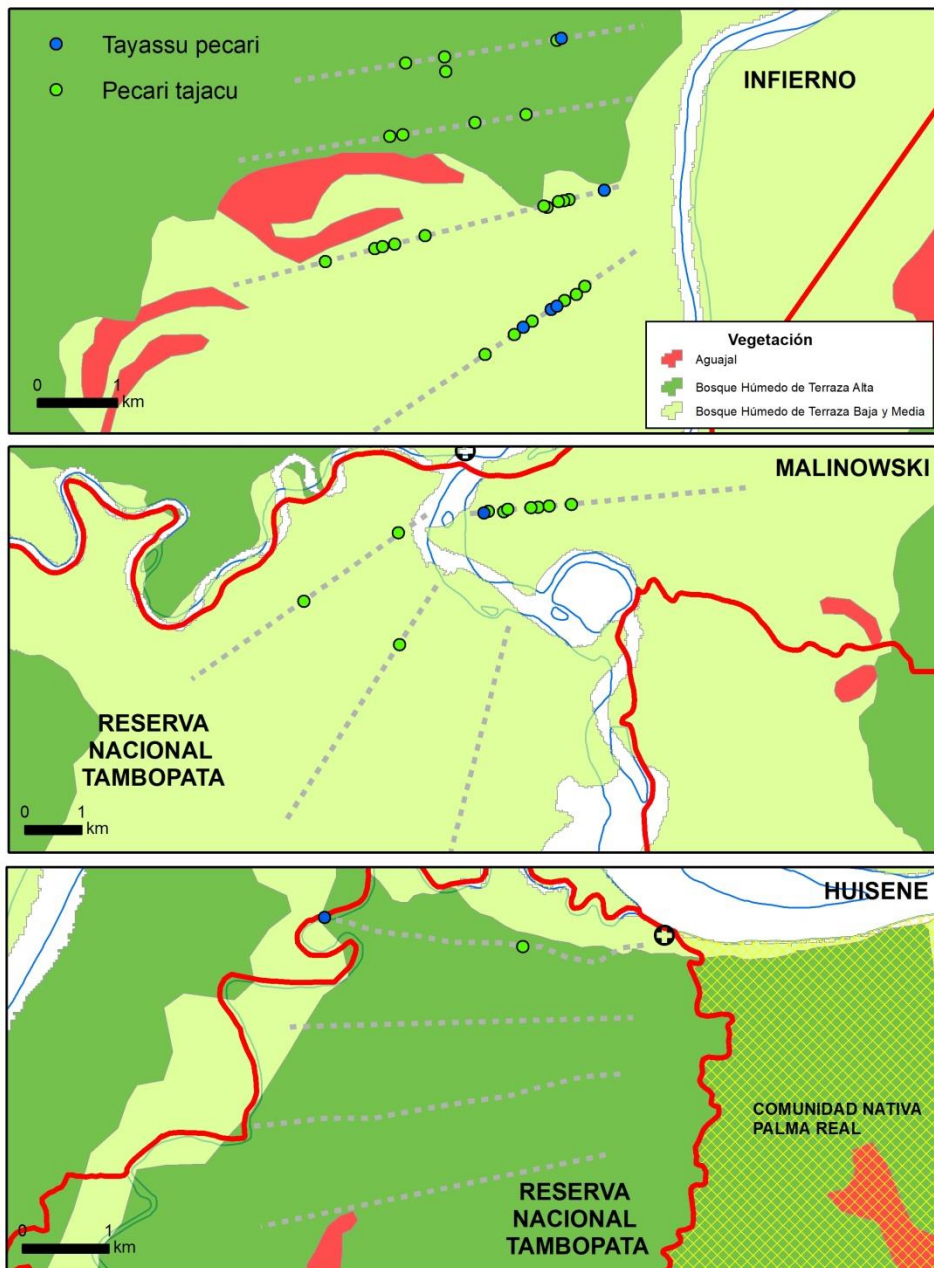 Tayassu pecari
Pecari tajacu
INFIERNO
Vegetación
Aguajal
Bosque Húmedo de Terraza Alta
Bosque Húmedo de Terraza Baja y Media
0 1
km
MALINOWSKI
RESERVA
NACIONAL
TAMBOPATA
0 1
km
HUISENE
COMUNIDAD NATIVA
PALMA REAL
RESERVA
NACIONAL
TAMBOPATA
0 1
km